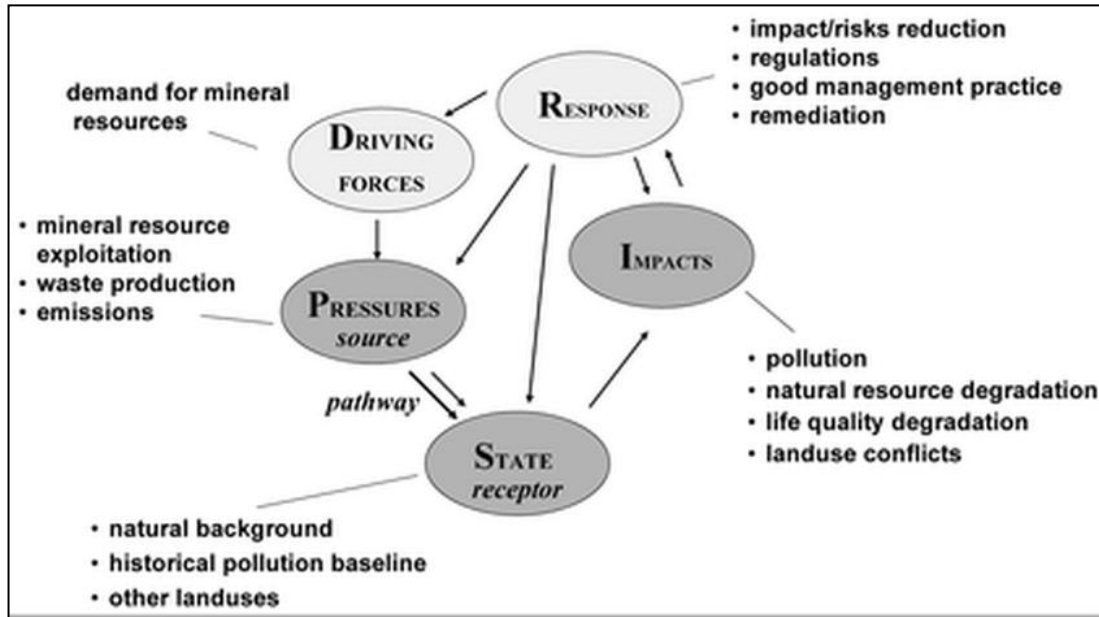 • impact/risks reduction
• regulations
• good management practice
• remediation
RESPONSE
demand for mineral
resources
DRIVING
FORCES
• mineral resource
exploitation
• waste production
• emissions
IMPACTS
PRESSURES
source
• pollution
• natural resource degradation
• life quality degradation
• landuse conflicts
pathway
STATE
receptor
• natural background
• historical pollution baseline
• other landuses